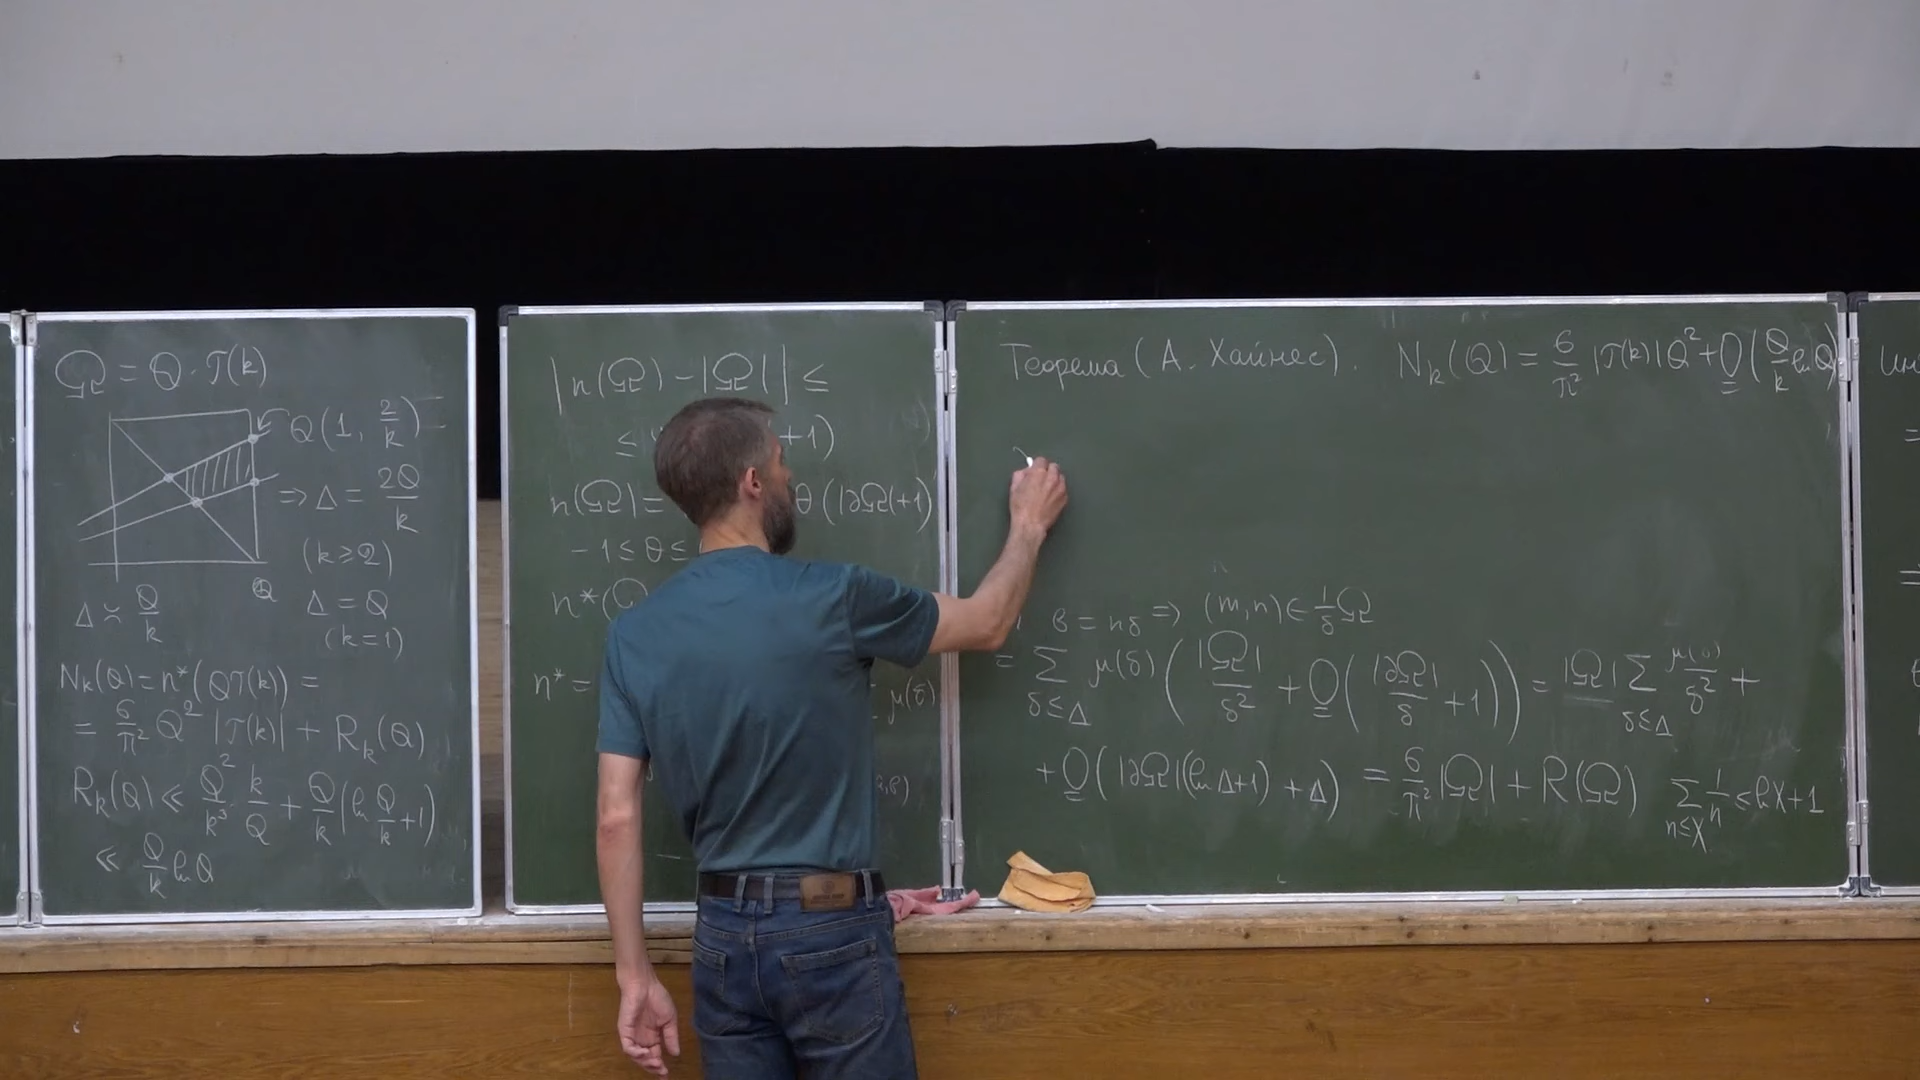 Ω = Q · T(k)
Q(1, 2/k)
⇒ Δ = 2Q/k
(k ≥ 2)
Q
Δ ≍ Q/k
Δ = Q
(k = 1)
N_k(Q) = n*(QT(k)) =
= 6/π² Q² |T(k)| + R_k(Q)
R_k(Q) ≪ Q²/k³ · k/Q + Q/k (ln Q/k + 1)
≪ Q/k ln Q
|n(Ω) − |Ω|| ≤
≤ +1)
n(Ω) = θ(|∂Ω|+1)
−1 ≤ θ ≤
n*(Ω
n* = μ(δ)
Теорема (А. Хайнес). N_k(Q) = 6/π² |T(k)| Q² + O(Q/k ln Q)
в = nδ ⇒ (m,n) ∈ 1/δ Ω
= Σ_{δ≤Δ} μ(δ) (|Ω|/δ² + O(|∂Ω|/δ + 1)) = |Ω| Σ_{δ≤Δ} μ(δ)/δ² +
+ O(|∂Ω|(ln Δ+1) + Δ) = 6/π² |Ω| + R(Ω)
Σ_{n≤X} 1/n ≤ ln X + 1